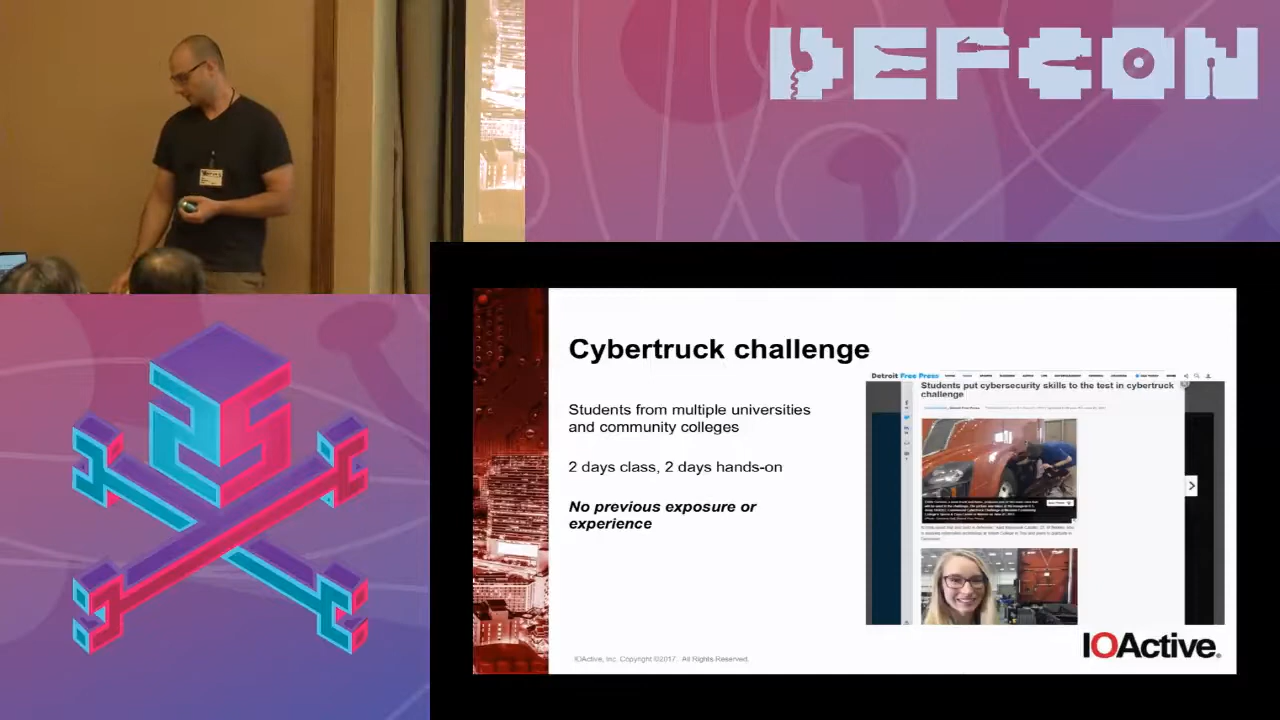 DEFCON
Cybertruck challenge
Students from multiple universities
and community colleges
2 days class, 2 days hands-on
No previous exposure or
experience
Detroit Free Press
Students put cybersecurity skills to the test in cybertruck
challenge
IOActive
IOActive, Inc. Copyright ©2017. All Rights Reserved.